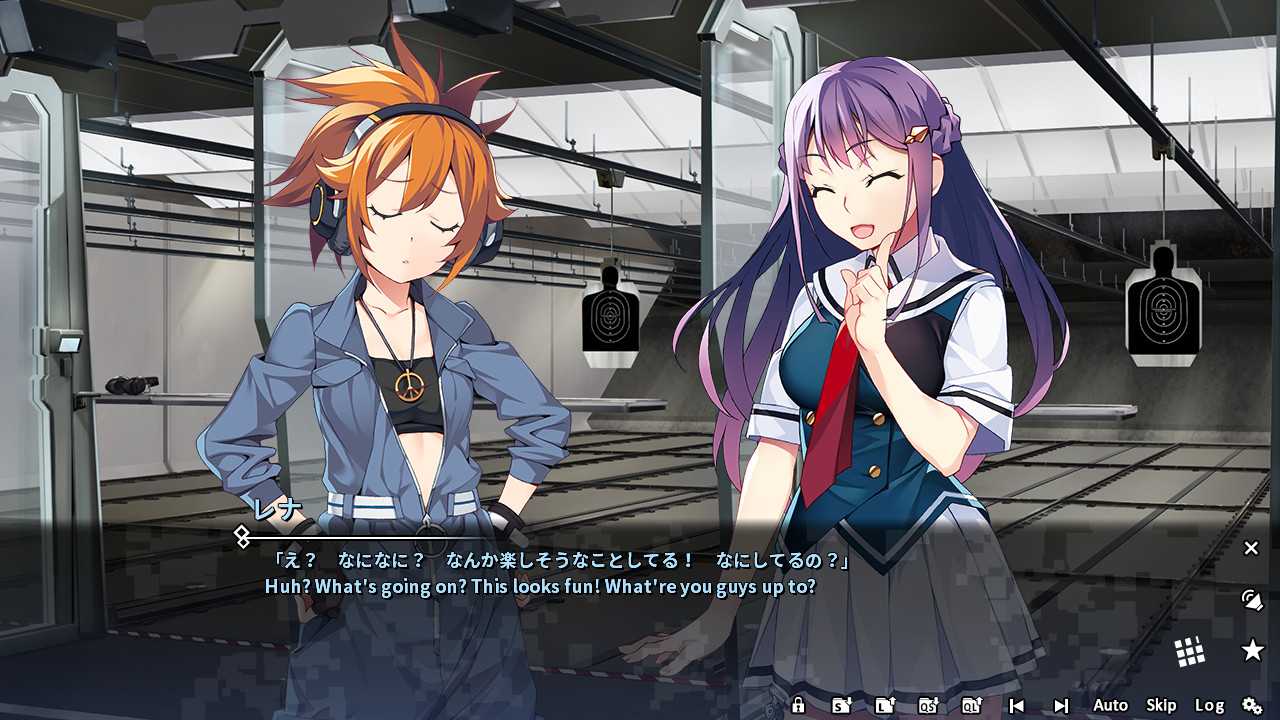 レナ
「え？　なになに？　なんか楽しそうなことしてる！　なにしてるの？」
Huh? What's going on? This looks fun! What're you guys up to?
S L QS QL Auto Skip Log